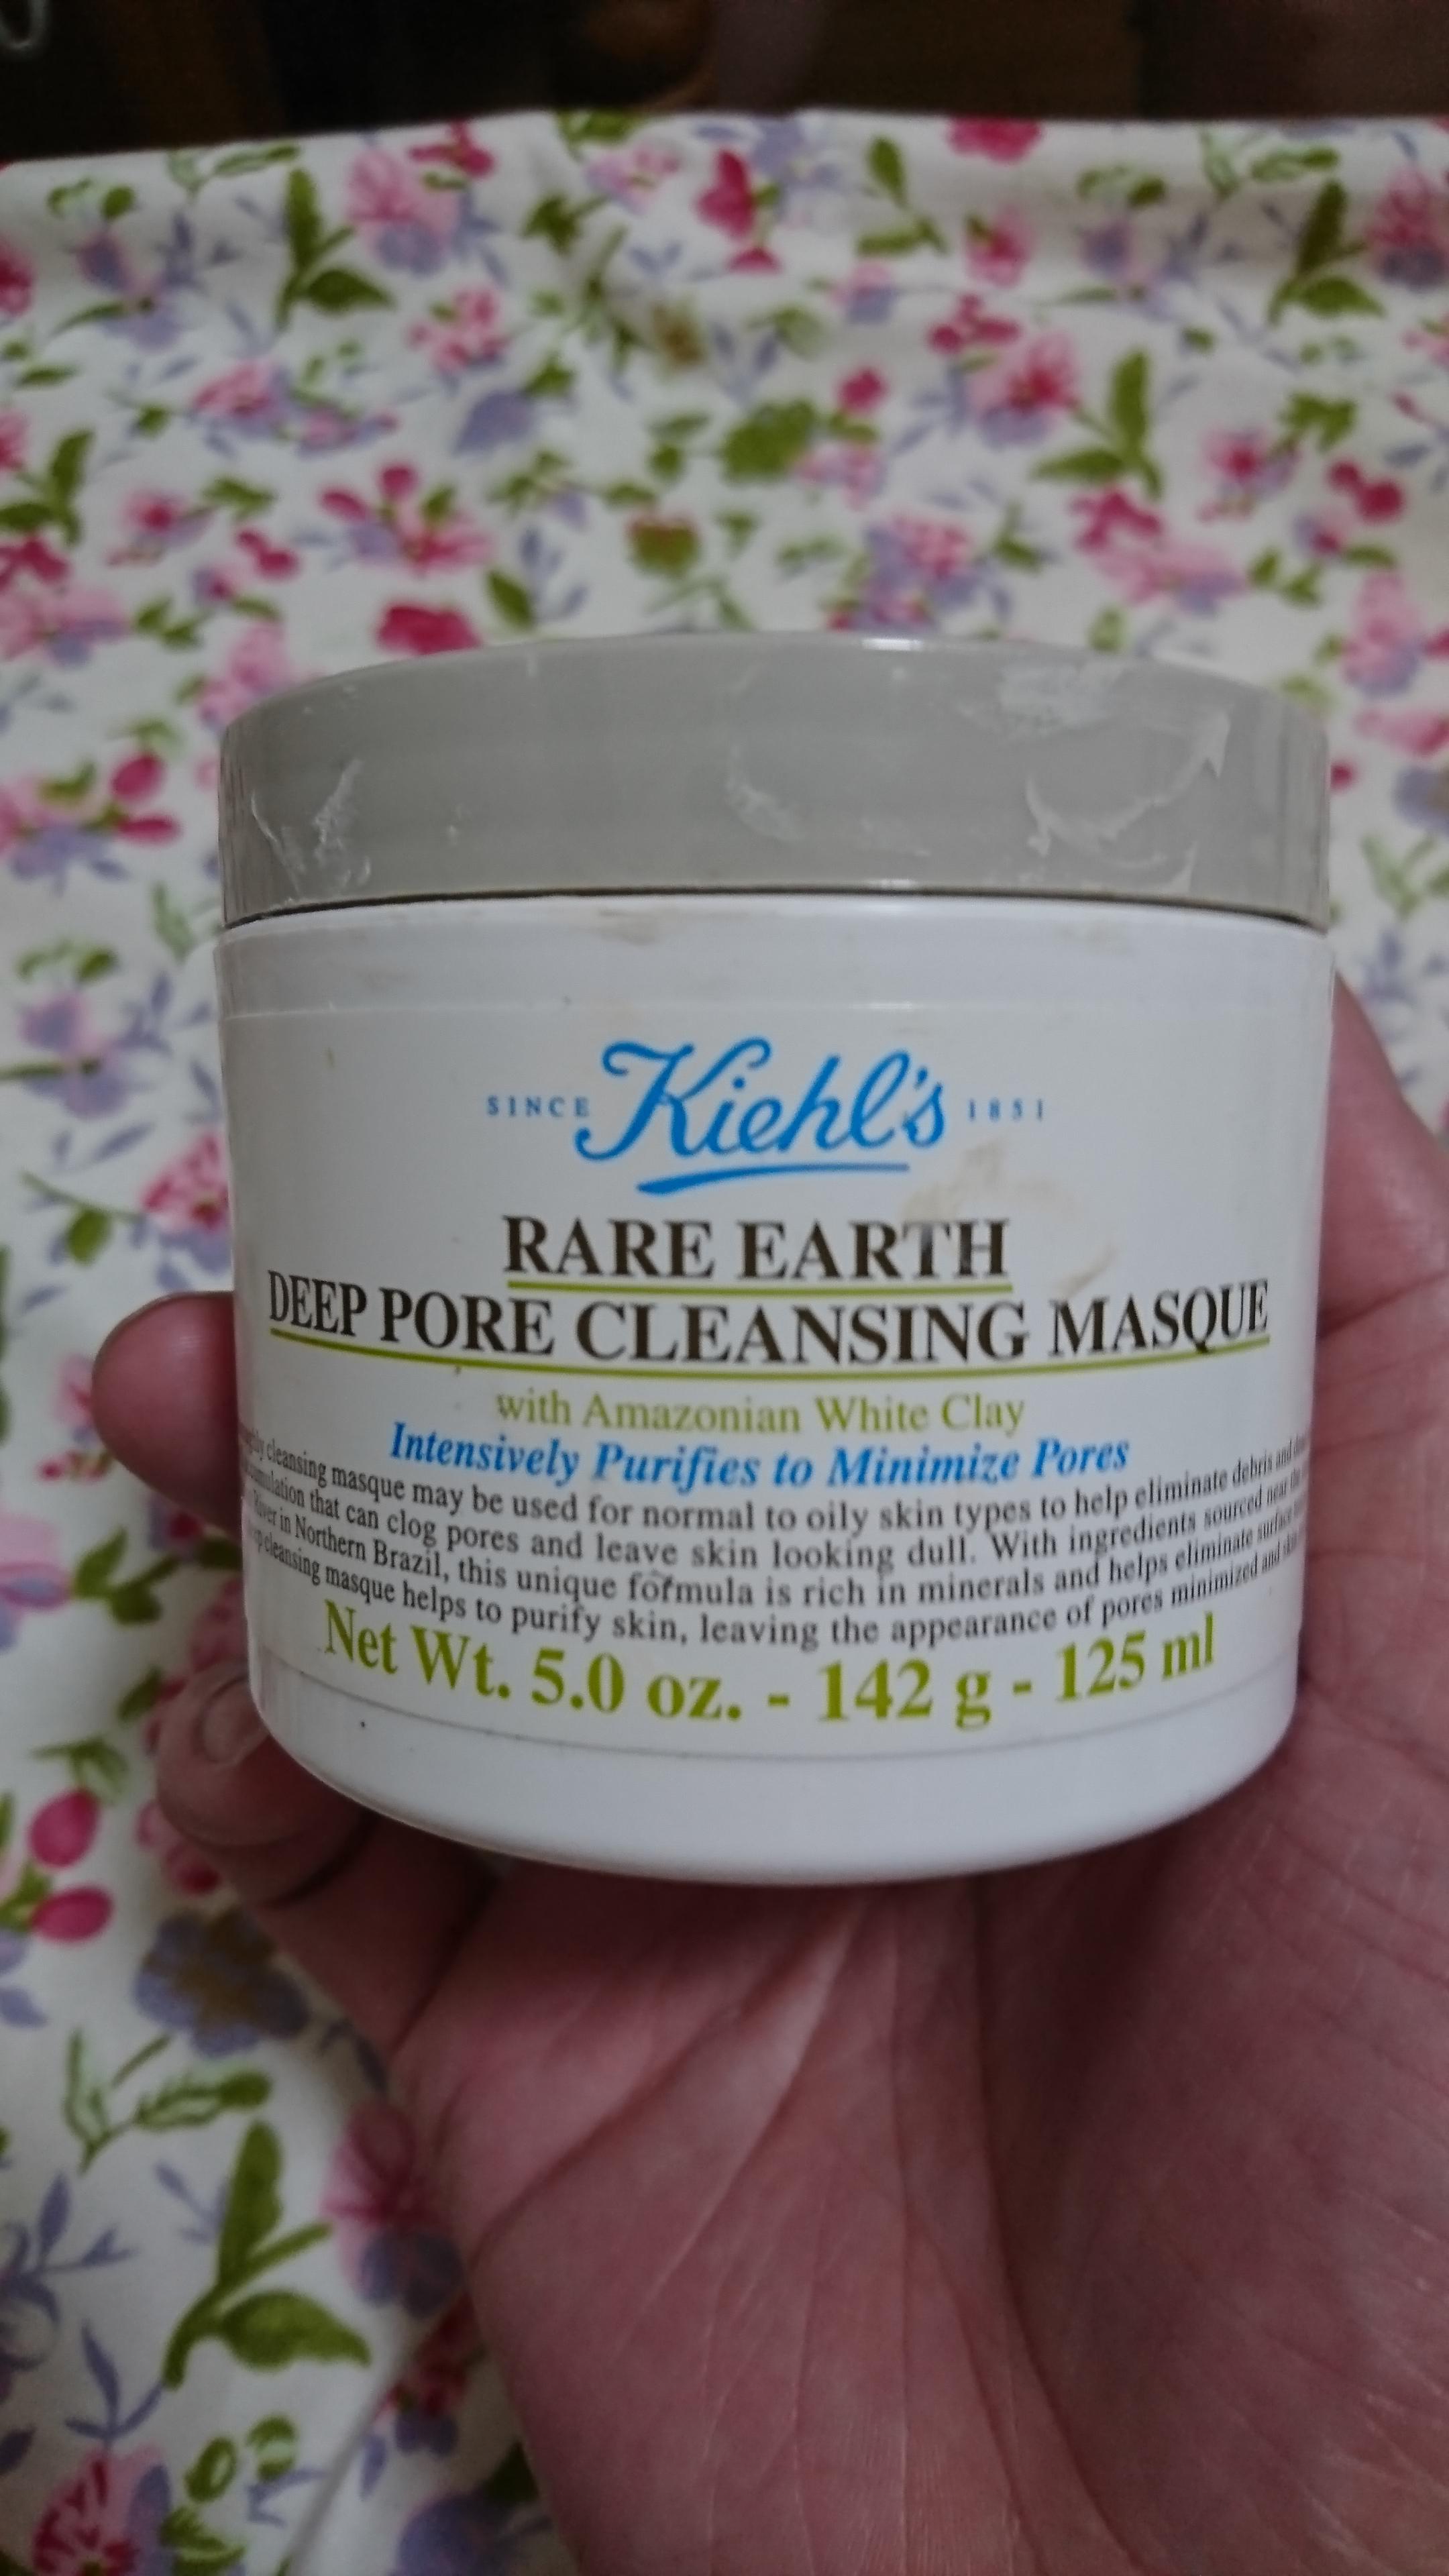 SINCE Kiehl's 1851
RARE EARTH
DEEP PORE CLEANSING MASQUE
with Amazonian White Clay
Intensively Purifies to Minimize Pores
cleansing masque may be used for normal to oily skin types to help eliminate debris and
that can clog pores and leave skin looking dull. With ingredients sourced near
River in Northern Brazil, this unique formula is rich in minerals and helps eliminate surface
cleansing masque helps to purify skin, leaving the appearance of pores minimized and
Net Wt. 5.0 oz. - 142 g - 125 ml